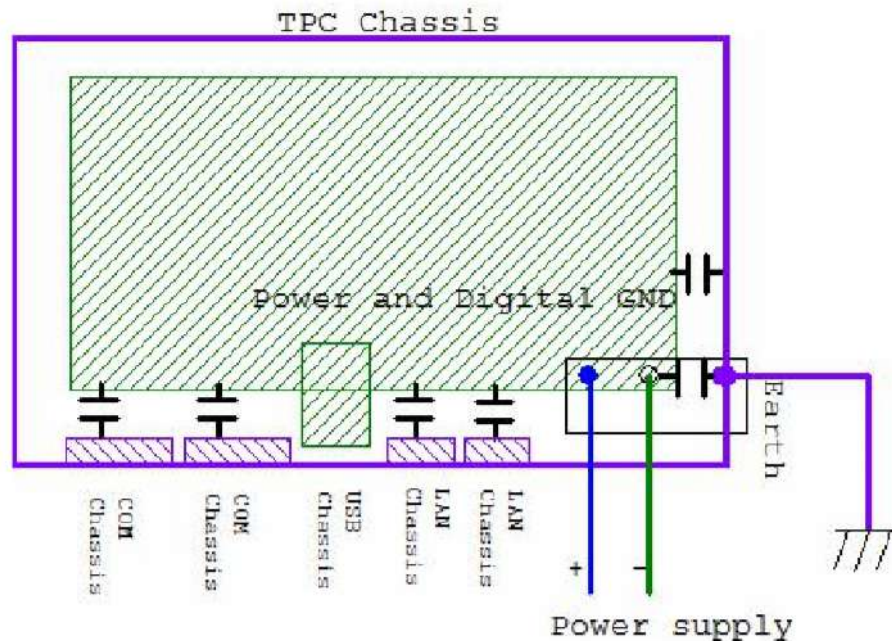 TPC Chassis
Power and Digital GND
Earth
COM
Chassis
COM
Chassis
USB
Chassis
LAN
Chassis
LAN
Chassis
+
-
Power supply